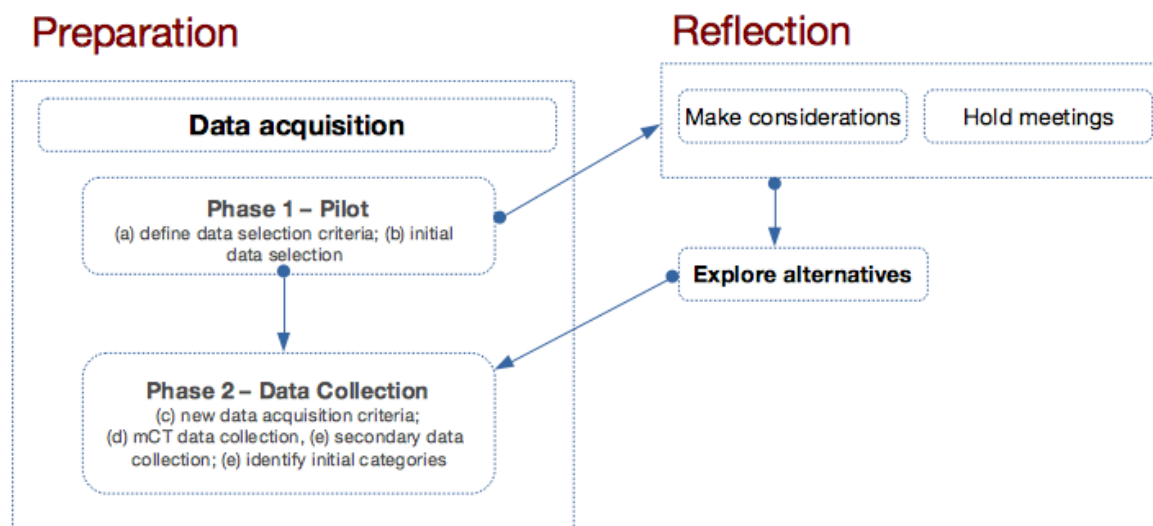 Preparation
Data acquisition
Phase 1 – Pilot
(a) define data selection criteria; (b) initial
data selection
Phase 2 – Data Collection
(c) new data acquisition criteria;
(d) mCT data collection, (e) secondary data
collection; (e) identify initial categories
Reflection
Make considerations
Hold meetings
Explore alternatives